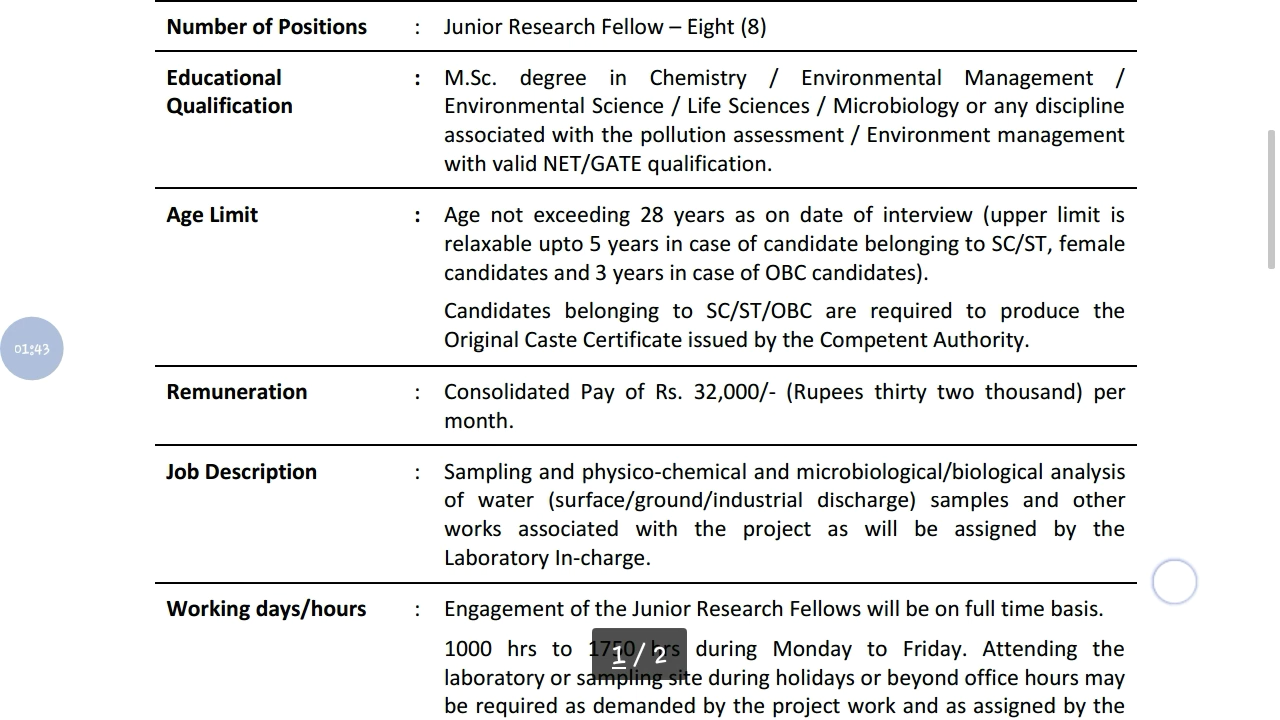 Number of Positions : Junior Research Fellow – Eight (8)
Educational Qualification : M.Sc. degree in Chemistry / Environmental Management /
Environmental Science / Life Sciences / Microbiology or any discipline
associated with the pollution assessment / Environment management
with valid NET/GATE qualification.
Age Limit : Age not exceeding 28 years as on date of interview (upper limit is
relaxable upto 5 years in case of candidate belonging to SC/ST, female
candidates and 3 years in case of OBC candidates).
Candidates belonging to SC/ST/OBC are required to produce the
Original Caste Certificate issued by the Competent Authority.
01:43
Remuneration : Consolidated Pay of Rs. 32,000/- (Rupees thirty two thousand) per
month.
Job Description : Sampling and physico-chemical and microbiological/biological analysis
of water (surface/ground/industrial discharge) samples and other
works associated with the project as will be assigned by the
Laboratory In-charge.
Working days/hours : Engagement of the Junior Research Fellows will be on full time basis.
1000 hrs to 1750 hrs during Monday to Friday. Attending the
1 / 2
laboratory or sampling site during holidays or beyond office hours may
be required as demanded by the project work and as assigned by the